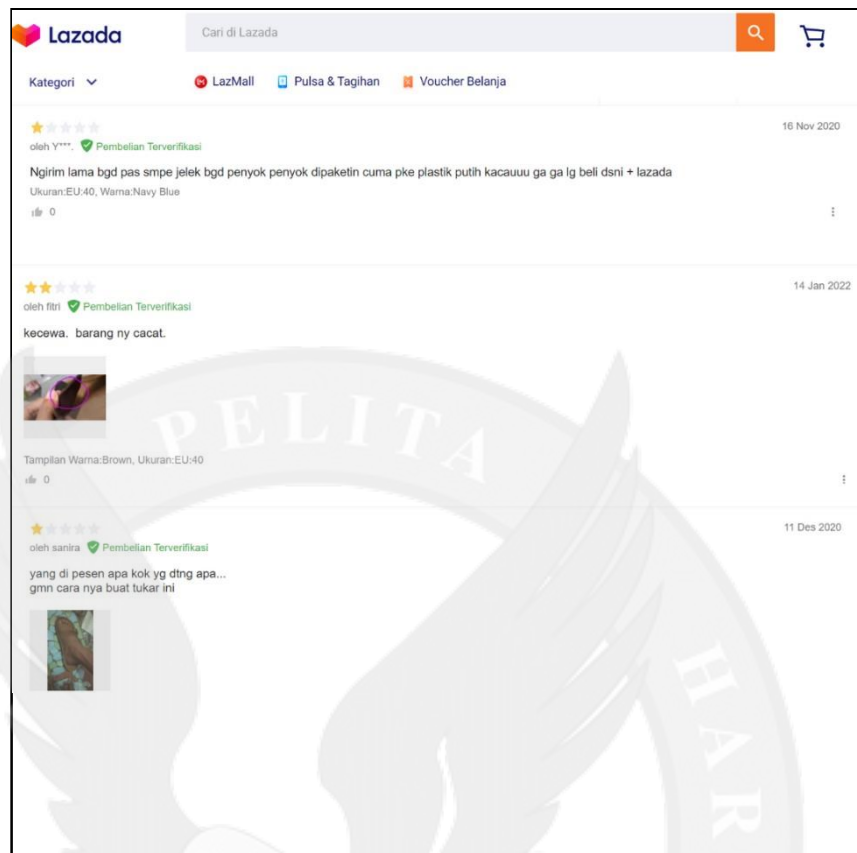 Lazada
Cari di Lazada
Kategori
LazMall
Pulsa & Tagihan
Voucher Belanja
16 Nov 2020
oleh Y***. Pembelian Terverifikasi
Ngirim lama bgd pas smpe jelek bgd penyok penyok dipaketin cuma pke plastik putih kacauuu ga ga lg beli dsni + lazada
Ukuran:EU:40, Warna:Navy Blue
0
14 Jan 2022
oleh fitri Pembelian Terverifikasi
kecewa. barang ny cacat.
Tampilan Warna:Brown, Ukuran:EU:40
0
11 Des 2020
oleh sanira Pembelian Terverifikasi
yang di pesen apa kok yg dtng apa...
gmn cara nya buat tukar ini
PELITA
HAR